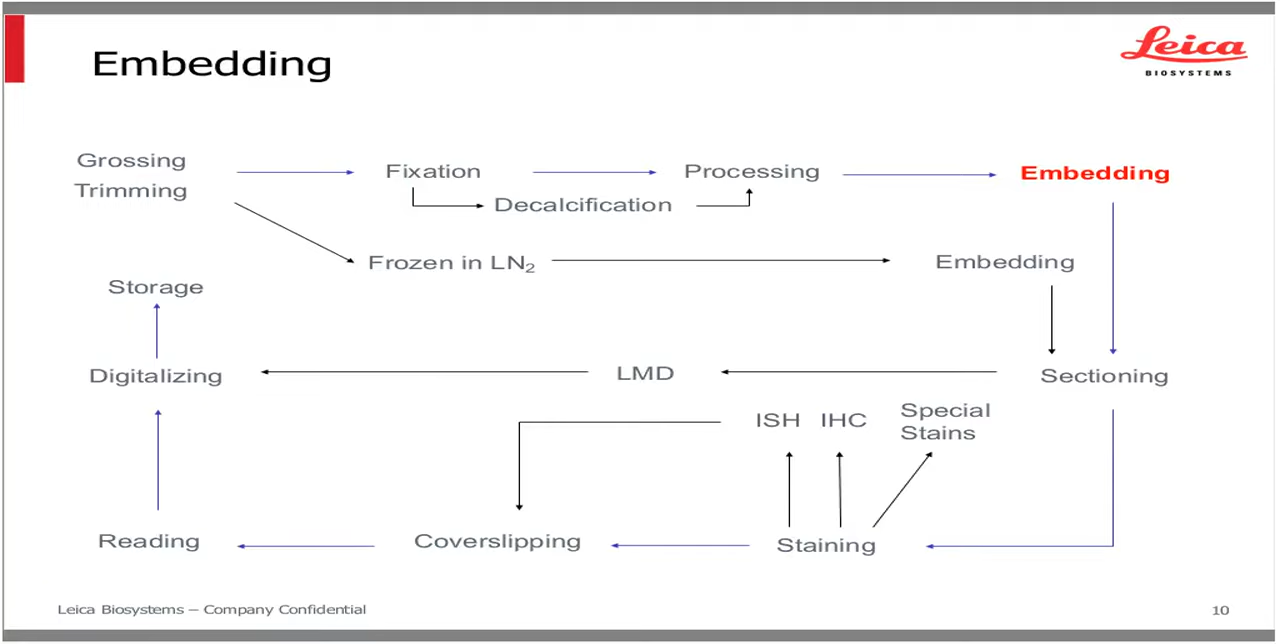 Embedding
Leica
BIOSYSTEMS
Grossing
Trimming
Fixation
Processing
Embedding
Decalcification
Frozen in LN₂
Embedding
Storage
Digitalizing
LMD
Sectioning
ISH
IHC
Special
Stains
Reading
Coverslipping
Staining
Leica Biosystems – Company Confidential
10